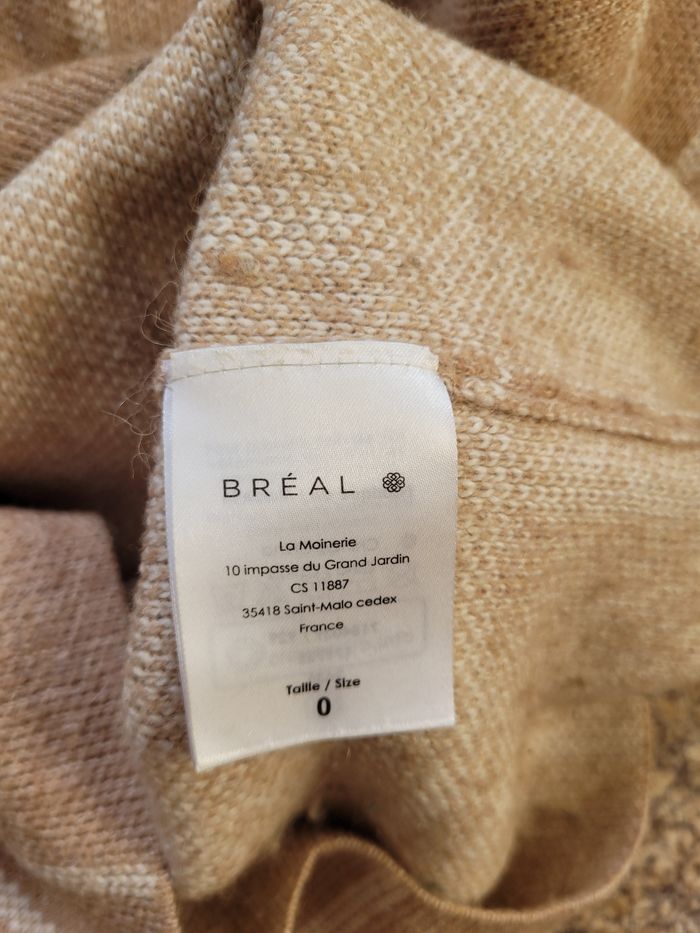 BRÉAL
La Moinerie
10 impasse du Grand Jardin
CS 11887
35418 Saint-Malo cedex
France
Taille / Size
0